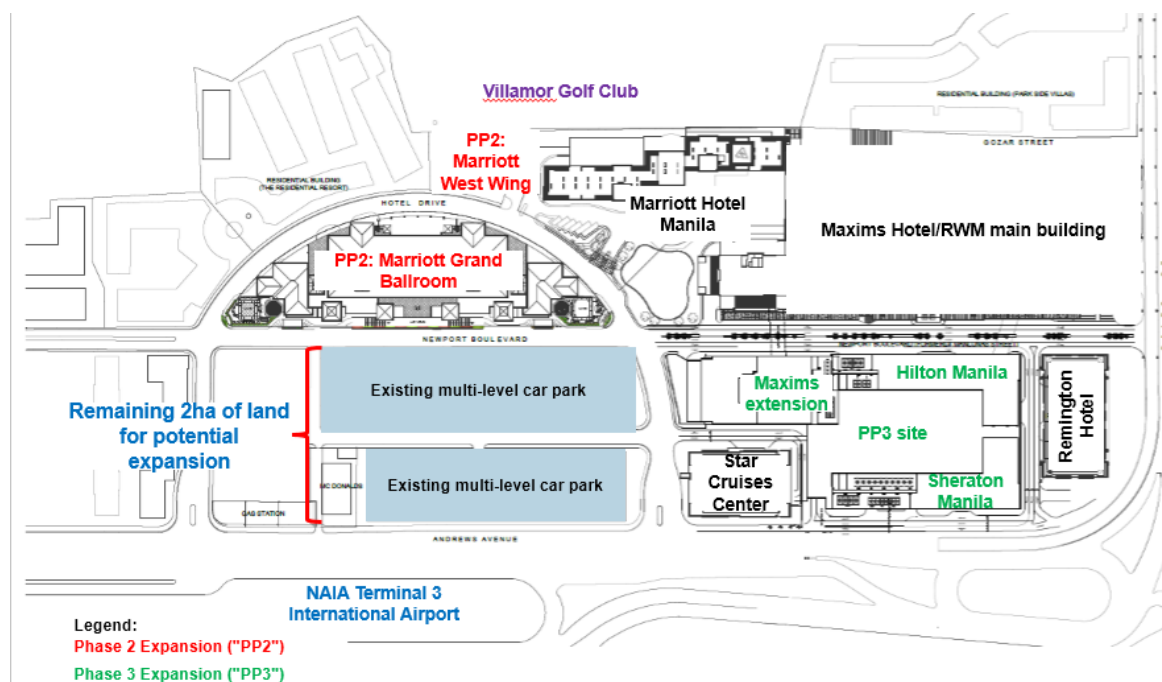 Villamor Golf Club
RESIDENTIAL BUILDING (PARK SIDE VILLAS)
GOZAR STREET
PP2:
Marriott
West Wing
RESIDENTIAL BUILDING
(THE RESIDENTIAL RESORT)
HOTEL DRIVE
Marriott Hotel
Manila
Maxims Hotel/RWM main building
PP2: Marriott Grand
Ballroom
NEWPORT BOULEVARD
NEWPORT BOULEVARD
Existing multi-level car park
Remaining 2ha of land
for potential
expansion
Maxims
extension
Hilton Manila
PP3 site
Remington
Hotel
MC DONALDS
Existing multi-level car park
Star
Cruises
Center
Sheraton
Manila
GAS STATION
ANDREWS AVENUE
NAIA Terminal 3
International Airport
Legend:
Phase 2 Expansion ("PP2")
Phase 3 Expansion ("PP3")